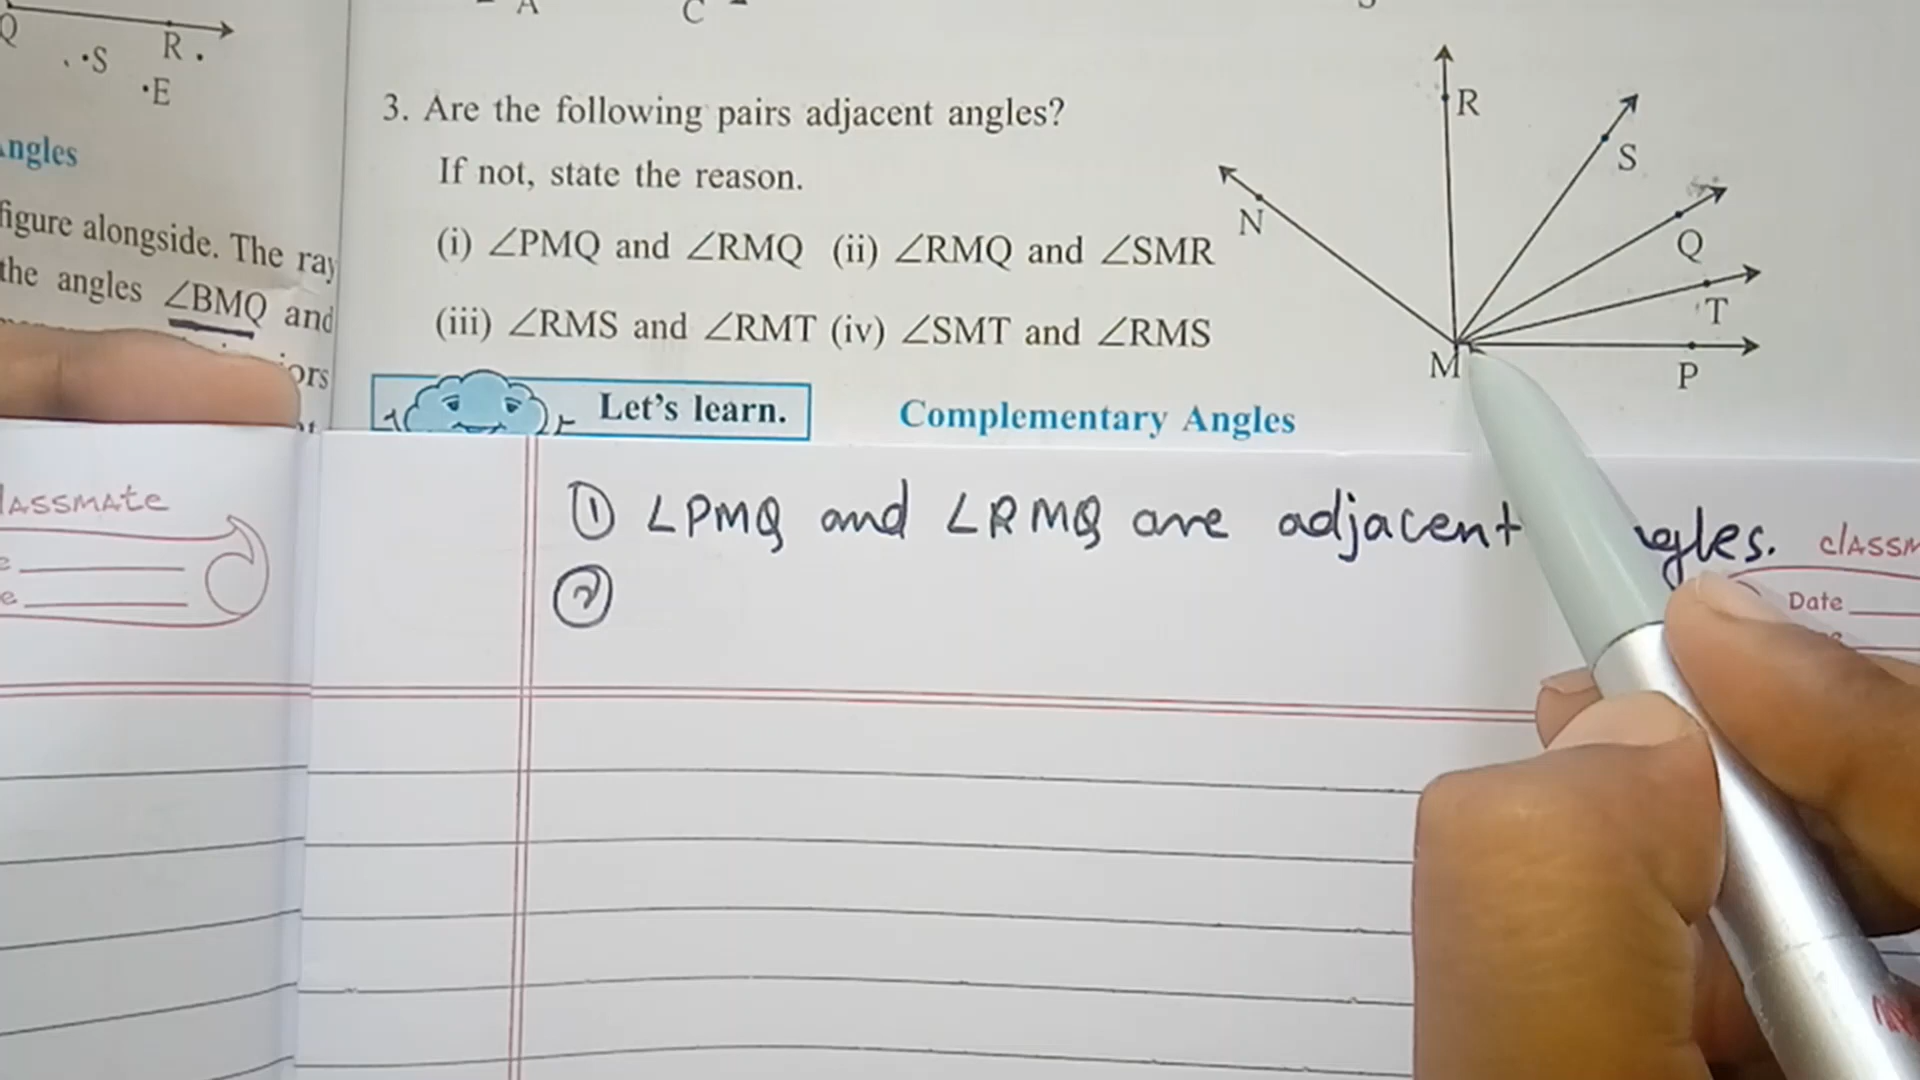 A C
Q R .
. .S
.E
3. Are the following pairs adjacent angles?
If not, state the reason.
(i) ∠PMQ and ∠RMQ (ii) ∠RMQ and ∠SMR
(iii) ∠RMS and ∠RMT (iv) ∠SMT and ∠RMS
R
S
N
Q
T
M
P
ngles
figure alongside. The ray
the angles ∠BMQ and
ors
Let's learn. Complementary Angles
① ∠PMQ and ∠RMQ are adjacent gles.
②
lassmate
classm
Date